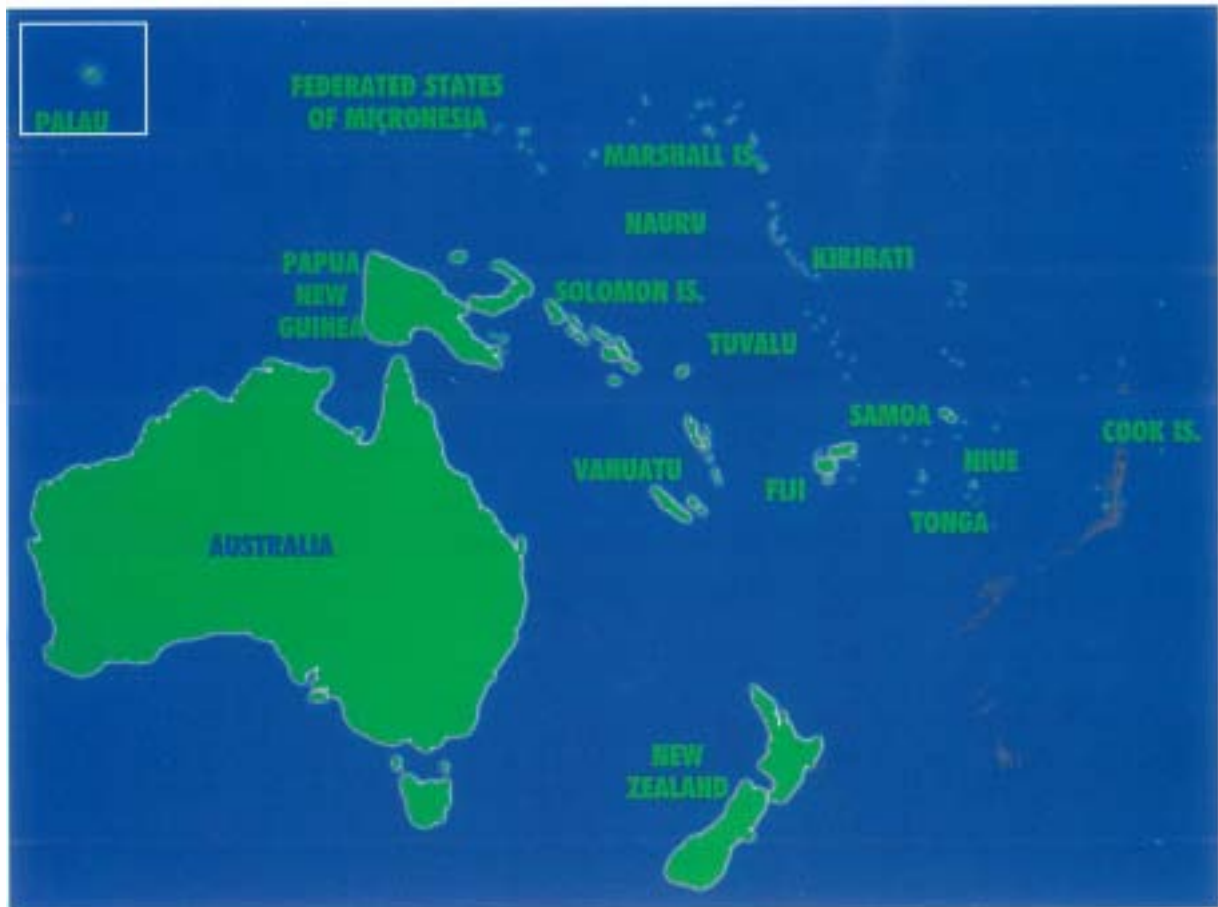 FEDERATED STATES
OF MICRONESIA
PALAU
MARSHALL IS.
NAURU
KIRIBATI
PAPUA
NEW
GUINEA
SOLOMON IS.
TUVALU
SAMOA
COOK IS.
VANUATU
NIUE
FIJI
TONGA
AUSTRALIA
NEW
ZEALAND